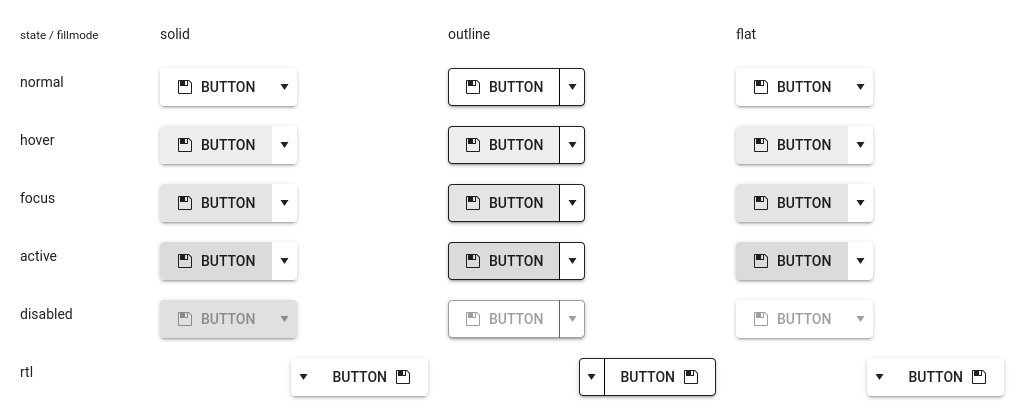 state / fillmode solid outline flat
normal BUTTON BUTTON BUTTON
hover BUTTON BUTTON BUTTON
focus BUTTON BUTTON BUTTON
active BUTTON BUTTON BUTTON
disabled BUTTON BUTTON BUTTON
rtl BUTTON BUTTON BUTTON